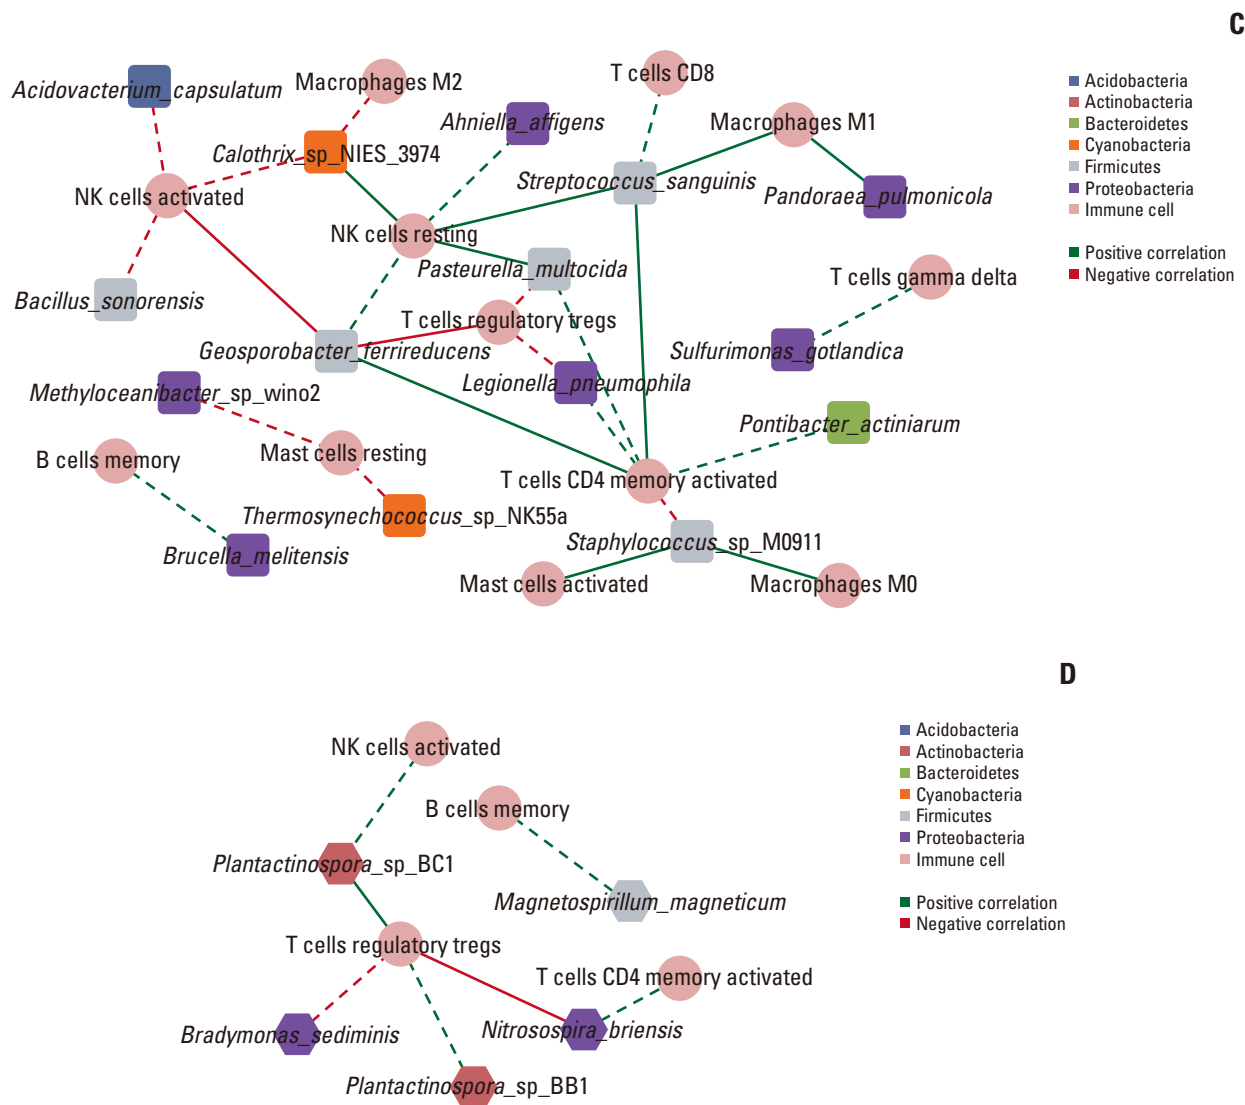 C
Acidovacterium_capsulatum
Macrophages M2
T cells CD8
Ahniella_affigens
Macrophages M1
Calothrix_sp_NIES_3974
NK cells activated
Streptococcus_sanguinis
Pandoraea_pulmonicola
NK cells resting
Pasteurella_multocida
T cells gamma delta
Bacillus_sonorensis
T cells regulatory tregs
Geosporobacter_ferrireducens
Sulfurimonas_gotlandica
Legionella_pneumophila
Methyloceanibacter_sp_wino2
Pontibacter_actiniarum
B cells memory
Mast cells resting
T cells CD4 memory activated
Thermosynechococcus_sp_NK55a
Staphylococcus_sp_M0911
Brucella_melitensis
Mast cells activated
Macrophages M0
Acidobacteria
Actinobacteria
Bacteroidetes
Cyanobacteria
Firmicutes
Proteobacteria
Immune cell
Positive correlation
Negative correlation
D
NK cells activated
B cells memory
Plantactinospora_sp_BC1
Magnetospirillum_magneticum
T cells regulatory tregs
T cells CD4 memory activated
Bradymonas_sediminis
Nitrosospira_briensis
Plantactinospora_sp_BB1
Acidobacteria
Actinobacteria
Bacteroidetes
Cyanobacteria
Firmicutes
Proteobacteria
Immune cell
Positive correlation
Negative correlation